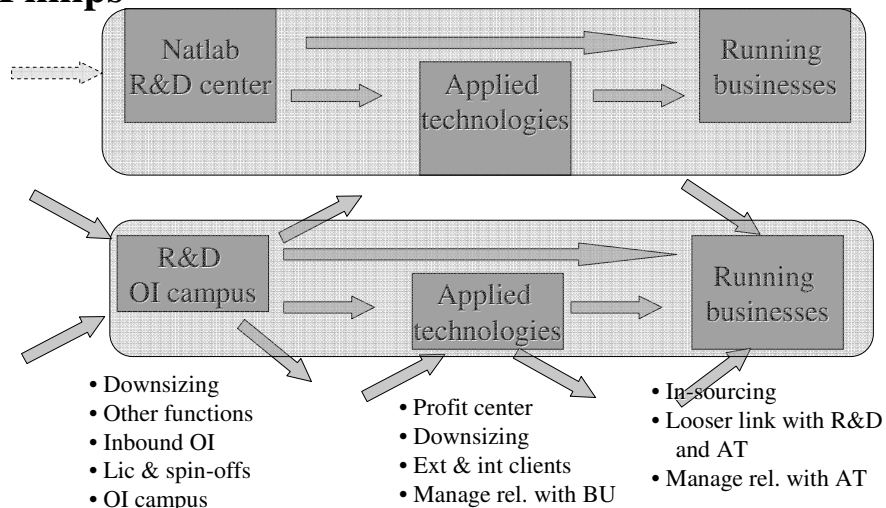 Natlab
R&D center
Applied
technologies
Running
businesses
R&D
OI campus
Applied
technologies
Running
businesses
• Downsizing
• Other functions
• Inbound OI
• Lic & spin-offs
• OI campus
• Profit center
• Downsizing
• Ext & int clients
• Manage rel. with BU
• In-sourcing
• Looser link with R&D
and AT
• Manage rel. with AT